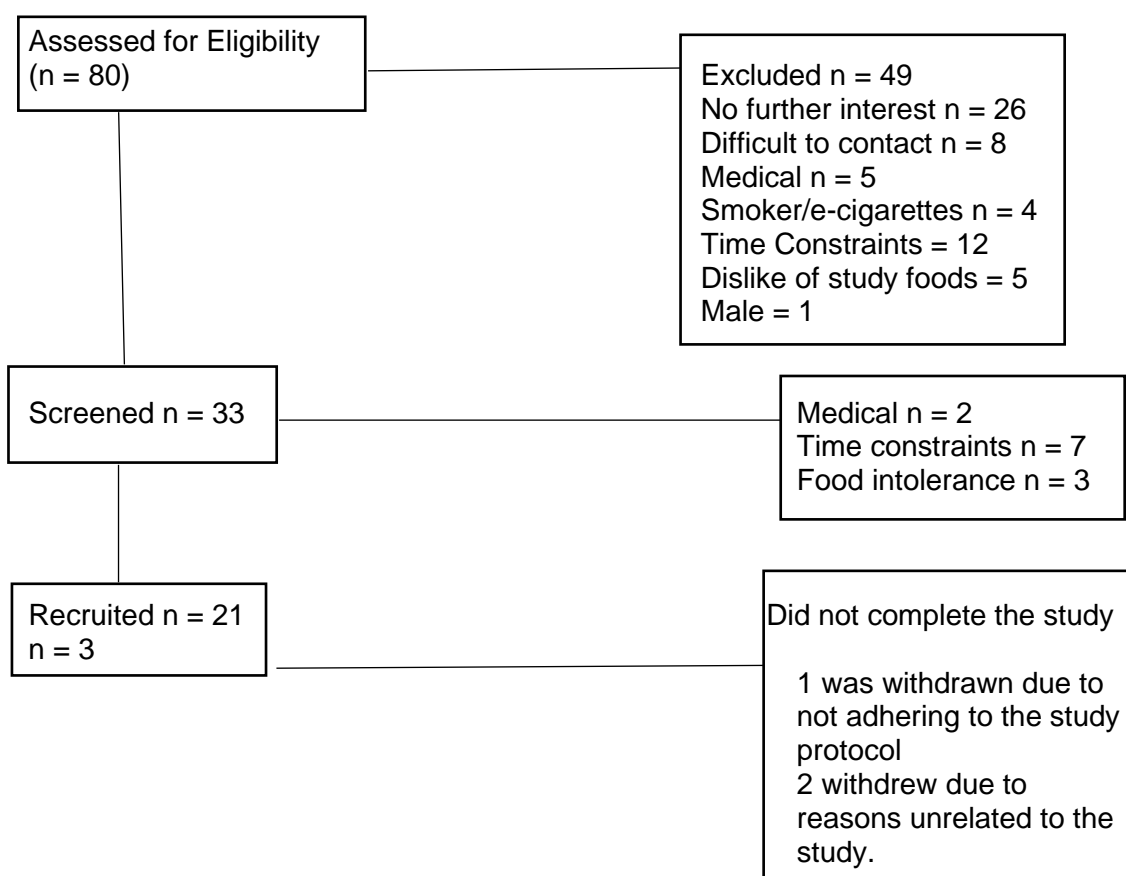 Assessed for Eligibility
(n = 80)
Excluded n = 49
No further interest n = 26
Difficult to contact n = 8
Medical n = 5
Smoker/e-cigarettes n = 4
Time Constraints = 12
Dislike of study foods = 5
Male = 1
Screened n = 33
Medical n = 2
Time constraints n = 7
Food intolerance n = 3
Recruited n = 21
n = 3
Did not complete the study
1 was withdrawn due to
not adhering to the study
protocol
2 withdrew due to
reasons unrelated to the
study.